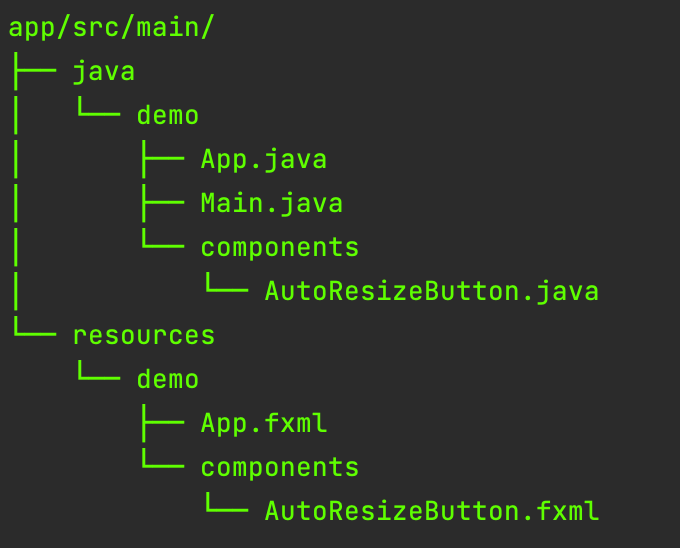 app/src/main/
├── java
│   └── demo
│       ├── App.java
│       ├── Main.java
│       └── components
│           └── AutoResizeButton.java
└── resources
    └── demo
        ├── App.fxml
        └── components
            └── AutoResizeButton.fxml